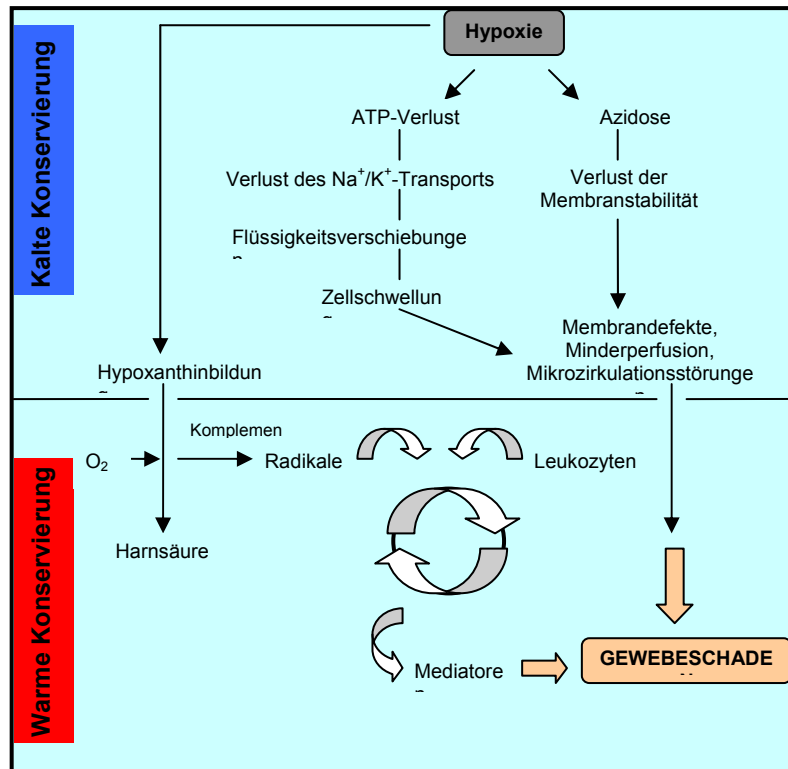 Kalte Konservierung
Hypoxie
ATP-Verlust
Azidose
Verlust des Na⁺/K⁺-Transports
Verlust der
Membranstabilität
Flüssigkeitsverschiebunge
Zellschwellun
Membrandefekte,
Minderperfusion,
Mikrozirkulationsstörunge
Hypoxanthinbildun
Warme Konservierung
Komplemen
O₂
Radikale
Leukozyten
Harnsäure
Mediatore
GEWEBESCHADE